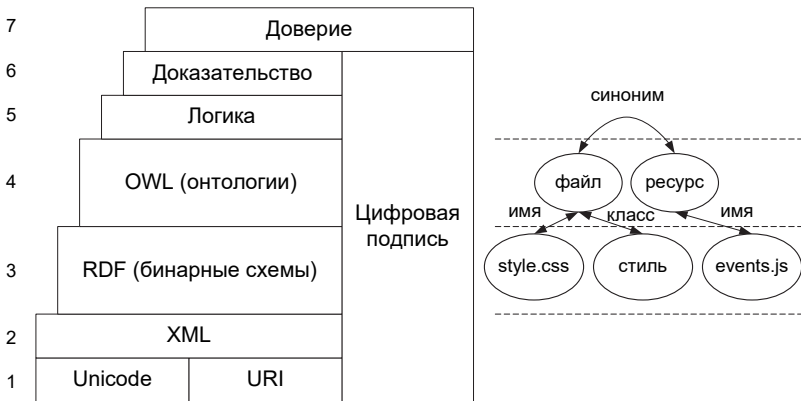 7
Доверие
6
Доказательство
5
Логика
4
OWL (онтологии)
3
RDF (бинарные схемы)
2
XML
1
Unicode
URI
Цифровая
подпись
синоним
файл
ресурс
имя
класс
имя
style.css
стиль
events.js